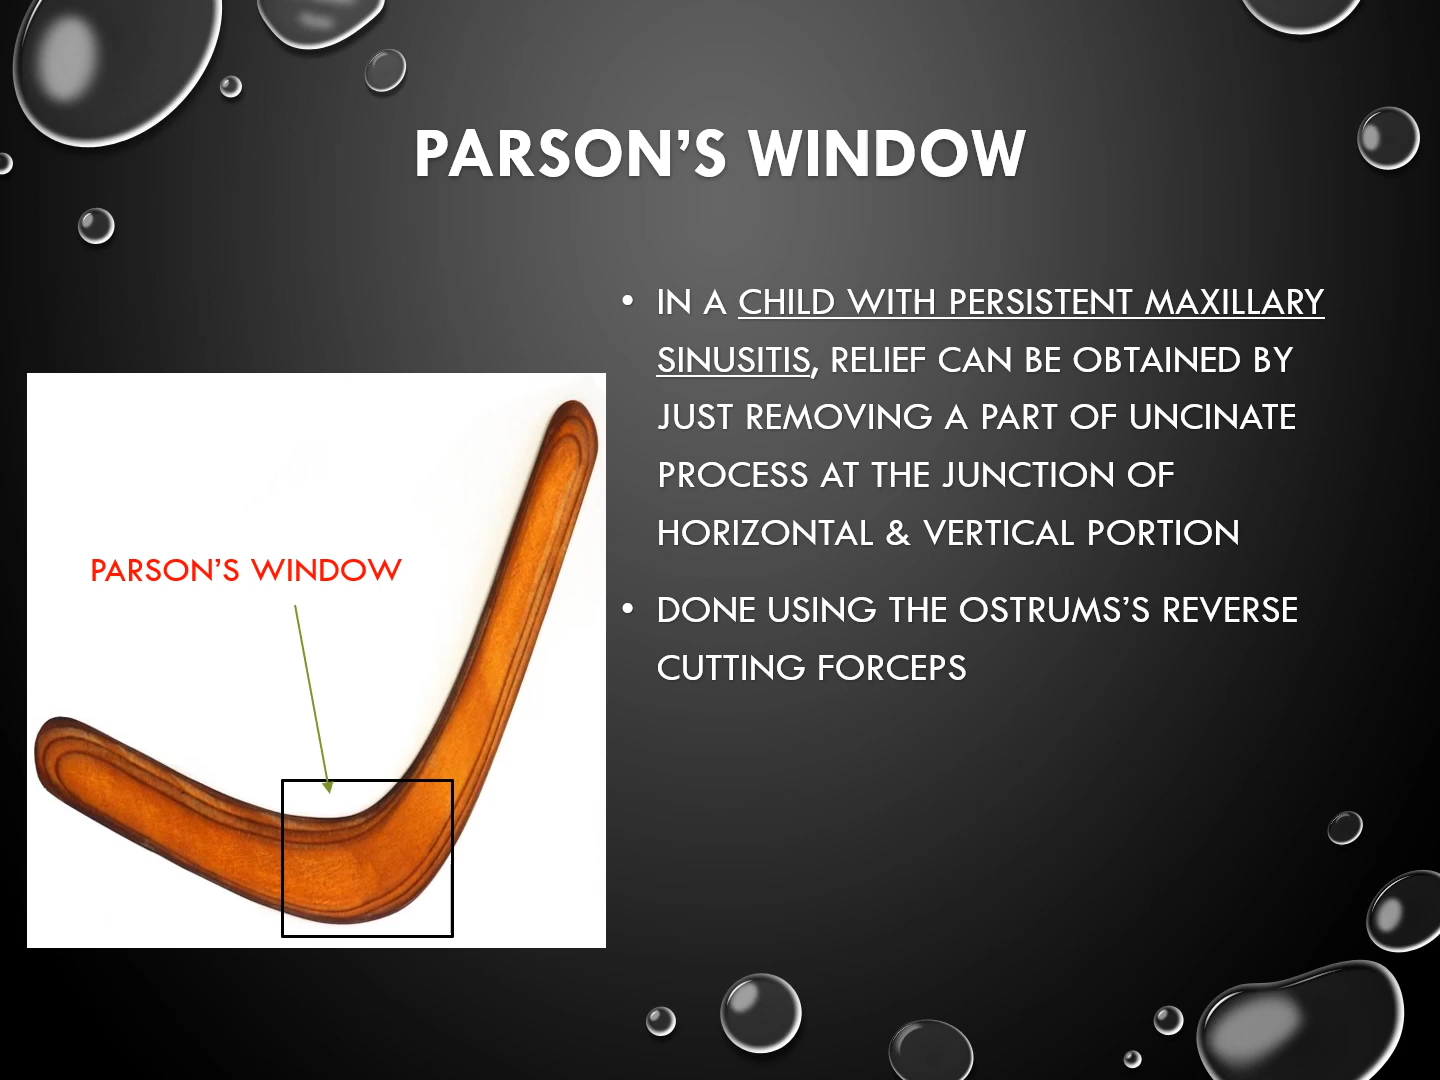 PARSON’S WINDOW
• IN A CHILD WITH PERSISTENT MAXILLARY
SINUSITIS, RELIEF CAN BE OBTAINED BY
JUST REMOVING A PART OF UNCINATE
PROCESS AT THE JUNCTION OF
HORIZONTAL & VERTICAL PORTION
• DONE USING THE OSTRUMS’S REVERSE
CUTTING FORCEPS
PARSON’S WINDOW